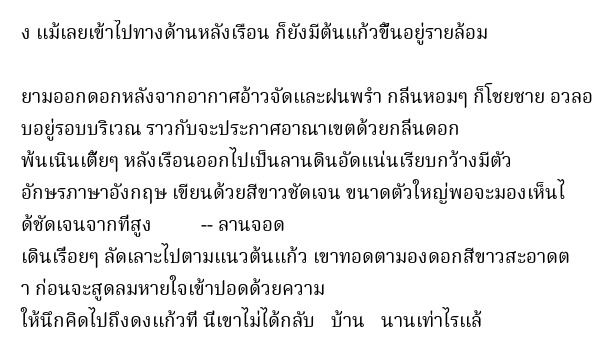 ง แม้เลยเข้าไปทางด้านหลังเรือน ก็ยังมีต้นแก้วขึ้นอยู่รายล้อม
ยามออกดอกหลังจากอากาศอ้าวจัดและฝนพรำ กลิ่นหอมๆ ก็โชยชาย อวลอ
บอยู่รอบบริเวณ ราวกับจะประกาศอาณาเขตด้วยกลิ่นดอก
พ้นเนินเตี้ยๆ หลังเรือนออกไปเป็นลานดินอัดแน่นเรียบกว้างมีตัว
อักษรภาษาอังกฤษ เขียนด้วยสีขาวชัดเจน ขนาดตัวใหญ่พอจะมองเห็นไ
ด้ชัดเจนจากที่สูง -- ลานจอด
เดินเรื่อยๆ ลัดเลาะไปตามแนวต้นแก้ว เขาทอดตามองดอกสีขาวสะอาดต
า ก่อนจะสูดลมหายใจเข้าปอดด้วยความ
ให้นึกคิดไปถึงดงแก้วที่ นี่เขาไม่ได้กลับ บ้าน นานเท่าไรแล้